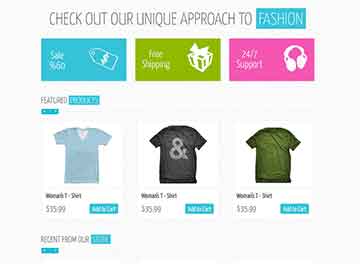 CHECK OUT OUR UNIQUE APPROACH TO FASHION
Sale
%60
Free
Shipping
24/7
Support
FEATURED PRODUCTS
&
Woman's T - Shirt
$35.99
Add to Cart
Woman's T - Shirt
$35.99
Add to Cart
Woman's T - Shirt
$35.99
Add to Cart
RECENT FROM OUR STORE